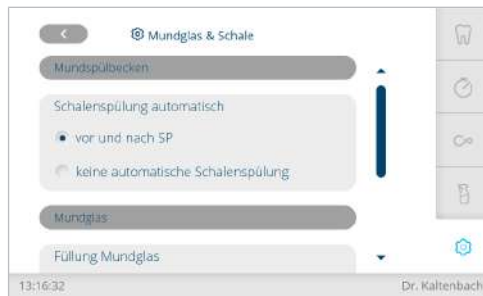 Mundglas & Schale
Mundspülbecken
Schalenspülung automatisch
vor und nach SP
keine automatische Schalenspülung
Mundglas
Füllung Mundglas
13:16:32
Dr. Kaltenbach